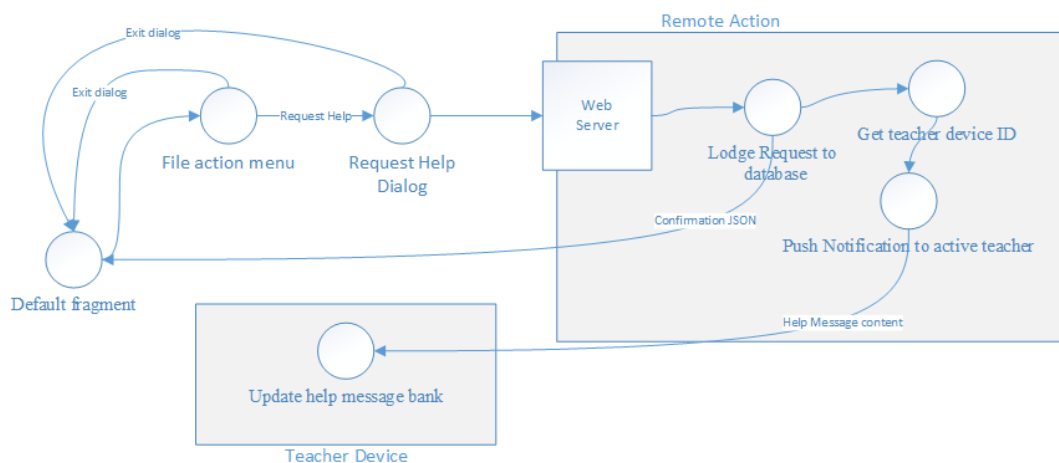 Remote Action
Exit dialog
Exit dialog
Request Help
File action menu
Request Help
Dialog
Web
Server
Lodge Request to
database
Get teacher device ID
Confirmation JSON
Push Notification to active teacher
Default fragment
Help Message content
Update help message bank
Teacher Device